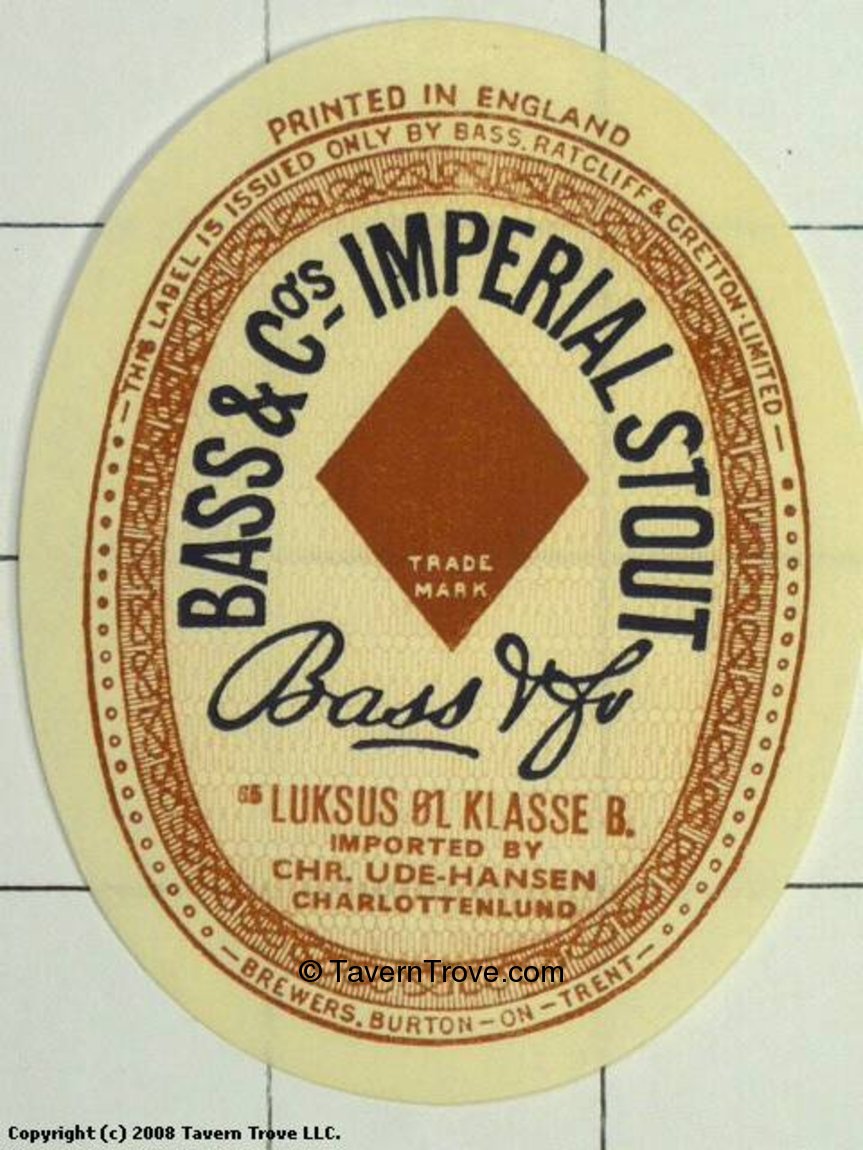 PRINTED IN ENGLAND
— THIS LABEL IS ISSUED ONLY BY BASS, RATCLIFF & GRETTON · LIMITED —
BASS & Cos IMPERIAL STOUT
TRADE
MARK
Bass & Co
LUKSUS ØL KLASSE B.
IMPORTED BY
CHR. UDE-HANSEN
CHARLOTTENLUND
© TavernTrove.com
— BREWERS, BURTON — ON — TRENT —
Copyright (c) 2008 Tavern Trove LLC.